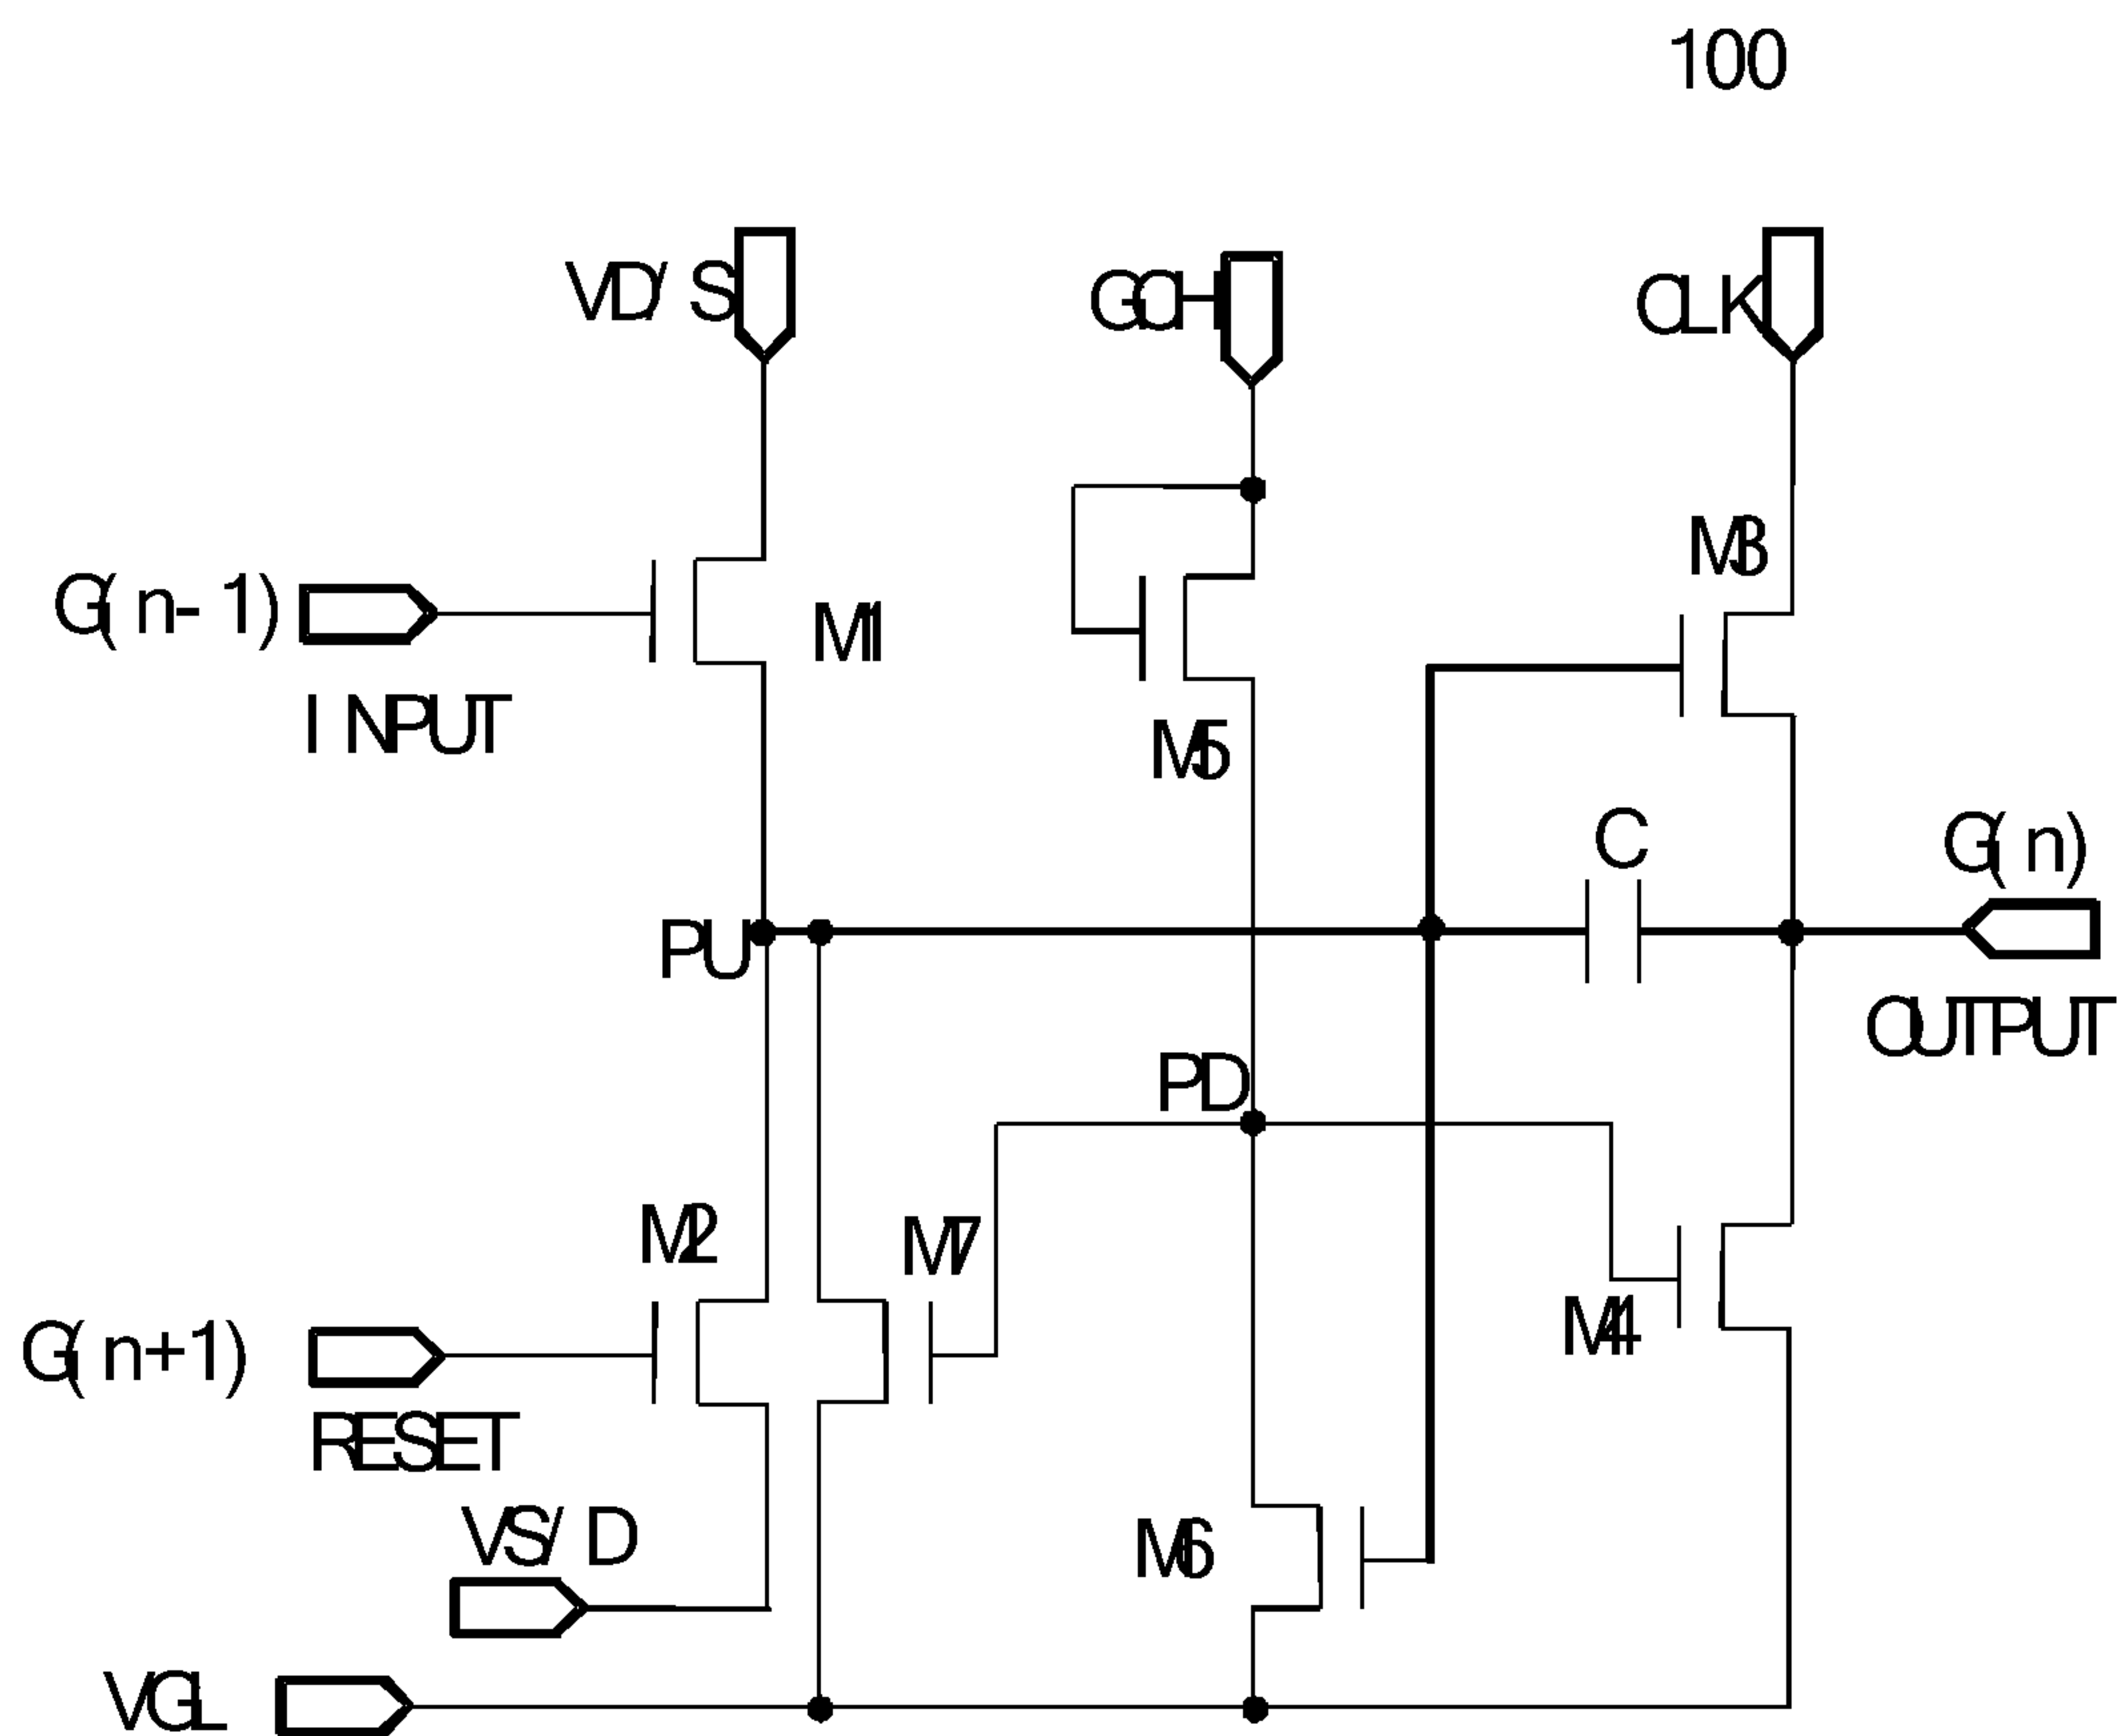 100
VD/S
GCH
CLK
M3
G(n-1)
M1
INPUT
M5
C
G(n)
PU
OUTPUT
PD
M2
M7
M4
G(n+1)
RESET
VS/D
M6
VGL